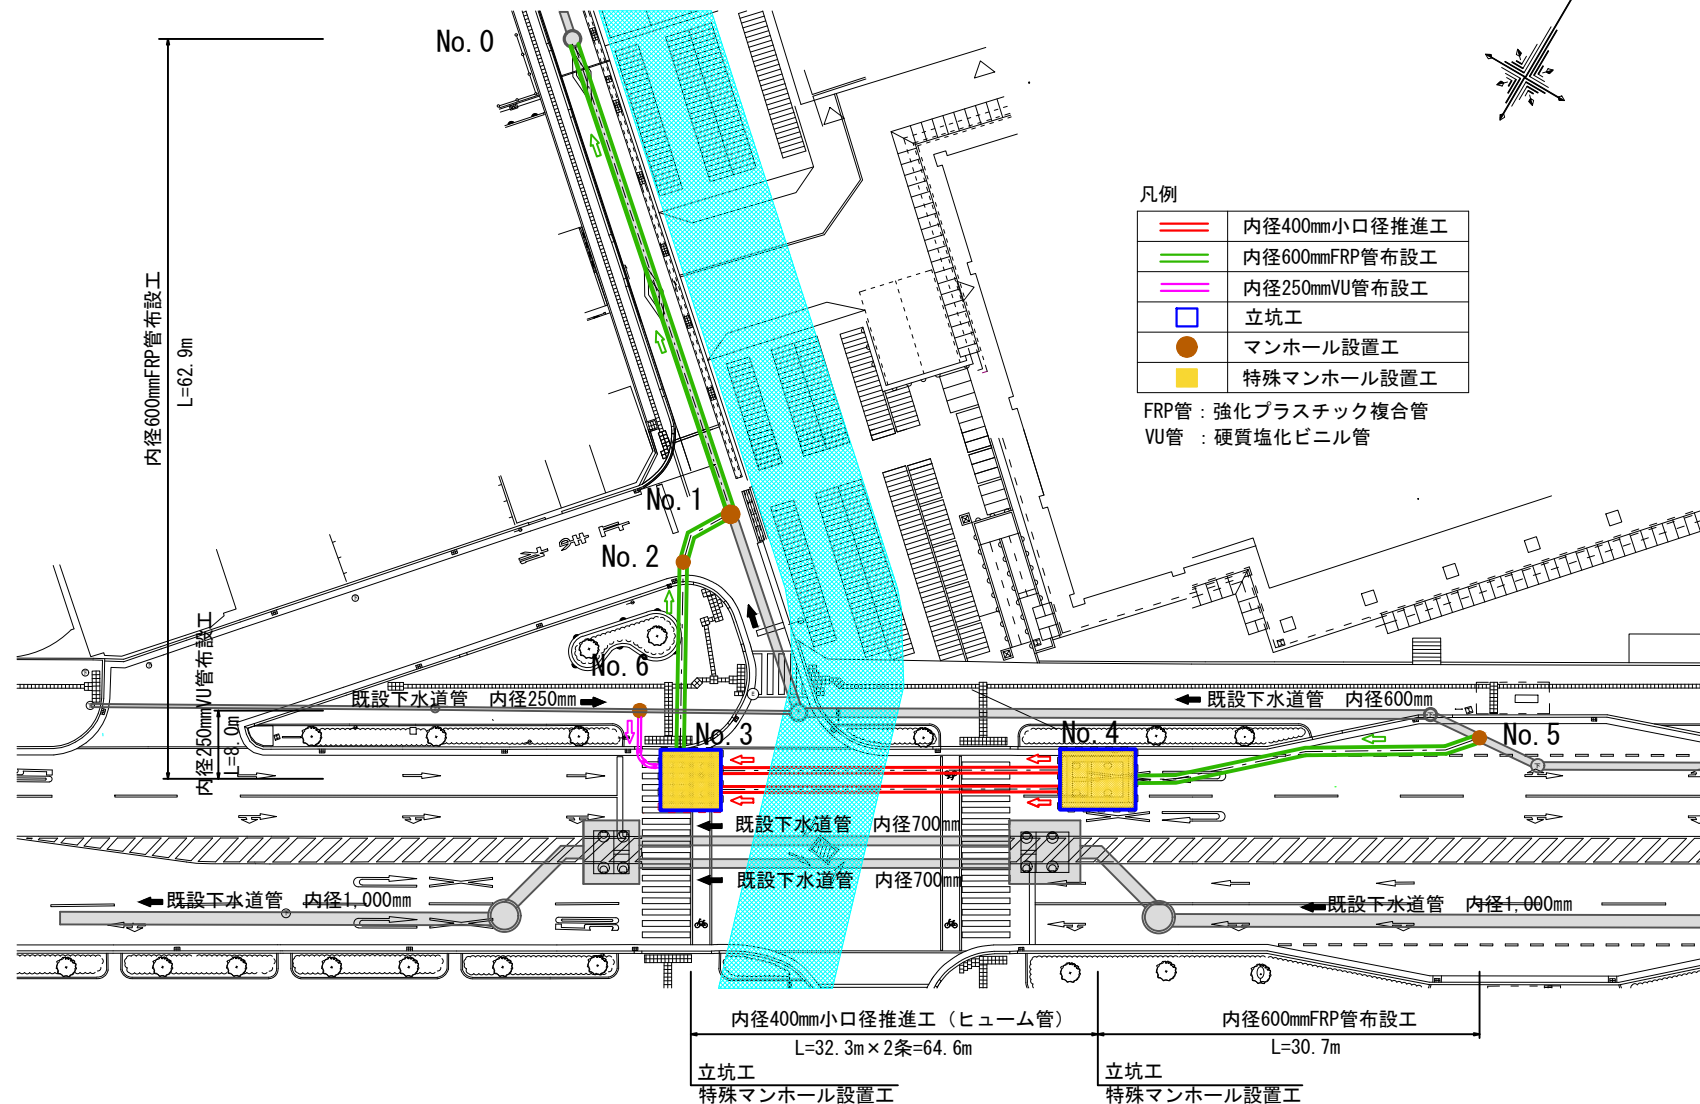 No. 0
凡例
内径400mm小口径推進工
内径600mmFRP管布設工
内径250mmVU管布設工
立坑工
マンホール設置工
特殊マンホール設置工
FRP管：強化プラスチック複合管
VU管 ：硬質塩化ビニル管
内径600mmFRP管布設工
L=62.9m
No. 1
No. 2
No. 6
内径250mmVU管布設工
L=8.0m
既設下水道管 内径250mm
既設下水道管 内径600mm
No. 3
No. 4
No. 5
既設下水道管 内径700mm
既設下水道管 内径700mm
既設下水道管 内径1,000mm
既設下水道管 内径1,000mm
内径400mm小口径推進工（ヒューム管）
L=32.3m×2条=64.6m
内径600mmFRP管布設工
L=30.7m
立坑工
特殊マンホール設置工
立坑工
特殊マンホール設置工